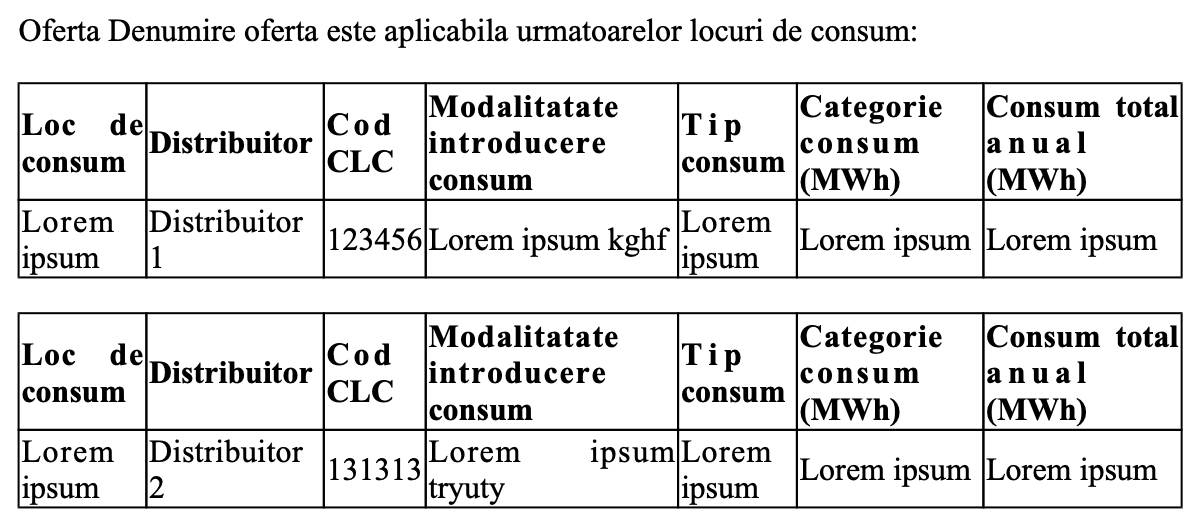 Oferta Denumire oferta este aplicabila urmatoarelor locuri de consum:
Loc de consum Distribuitor Cod CLC Modalitatate introducere consum Tip consum Categorie consum (MWh) Consum total anual (MWh)
Lorem ipsum Distribuitor 1 123456 Lorem ipsum kghf Lorem ipsum Lorem ipsum Lorem ipsum
Loc de consum Distribuitor Cod CLC Modalitatate introducere consum Tip consum Categorie consum (MWh) Consum total anual (MWh)
Lorem ipsum Distribuitor 2 131313 Lorem ipsum tryuty Lorem ipsum Lorem ipsum Lorem ipsum